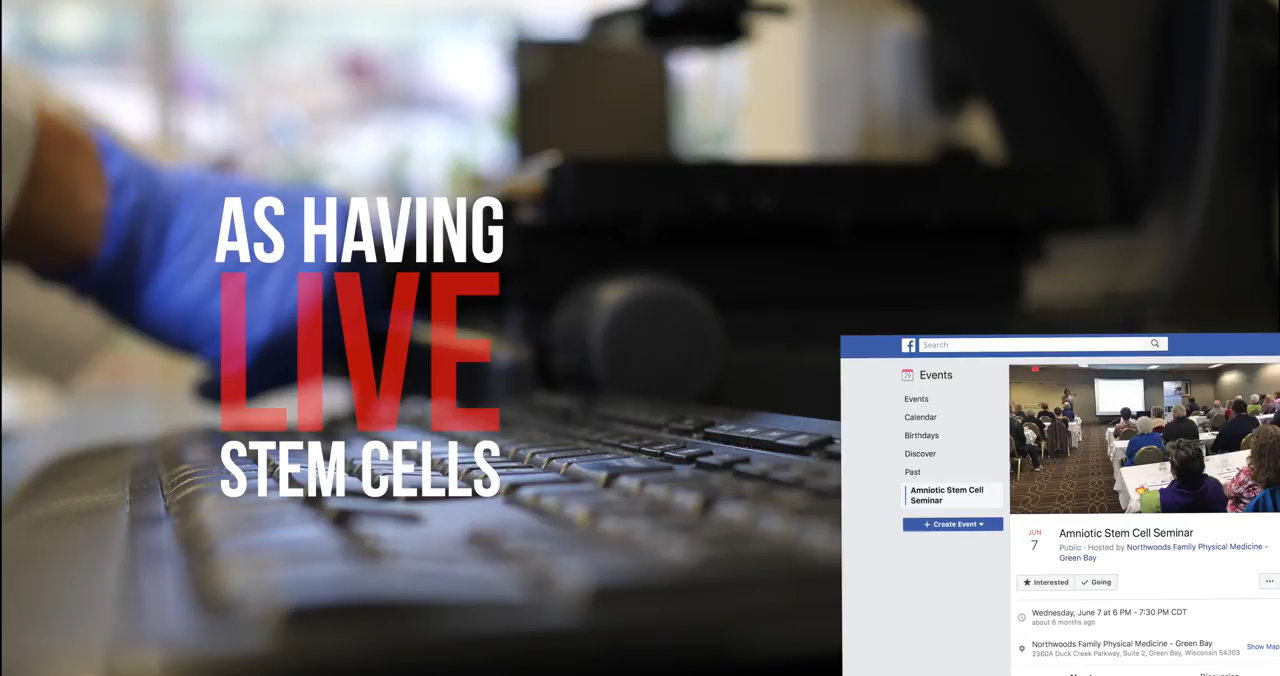 AS HAVING
LIVE
STEM CELLS
f Search
28 Events
Events
Calendar
Birthdays
Discover
Past
Amniotic Stem Cell
Seminar
+ Create Event
JUN
7
Amniotic Stem Cell Seminar
Public · Hosted by Northwoods Family Physical Medicine -
Green Bay
Interested
Going
...
Wednesday, June 7 at 6 PM - 7:30 PM CDT
about 6 months ago
Northwoods Family Physical Medicine - Green Bay
2360A Duck Creek Parkway, Suite 2, Green Bay, Wisconsin 54303
Show Map